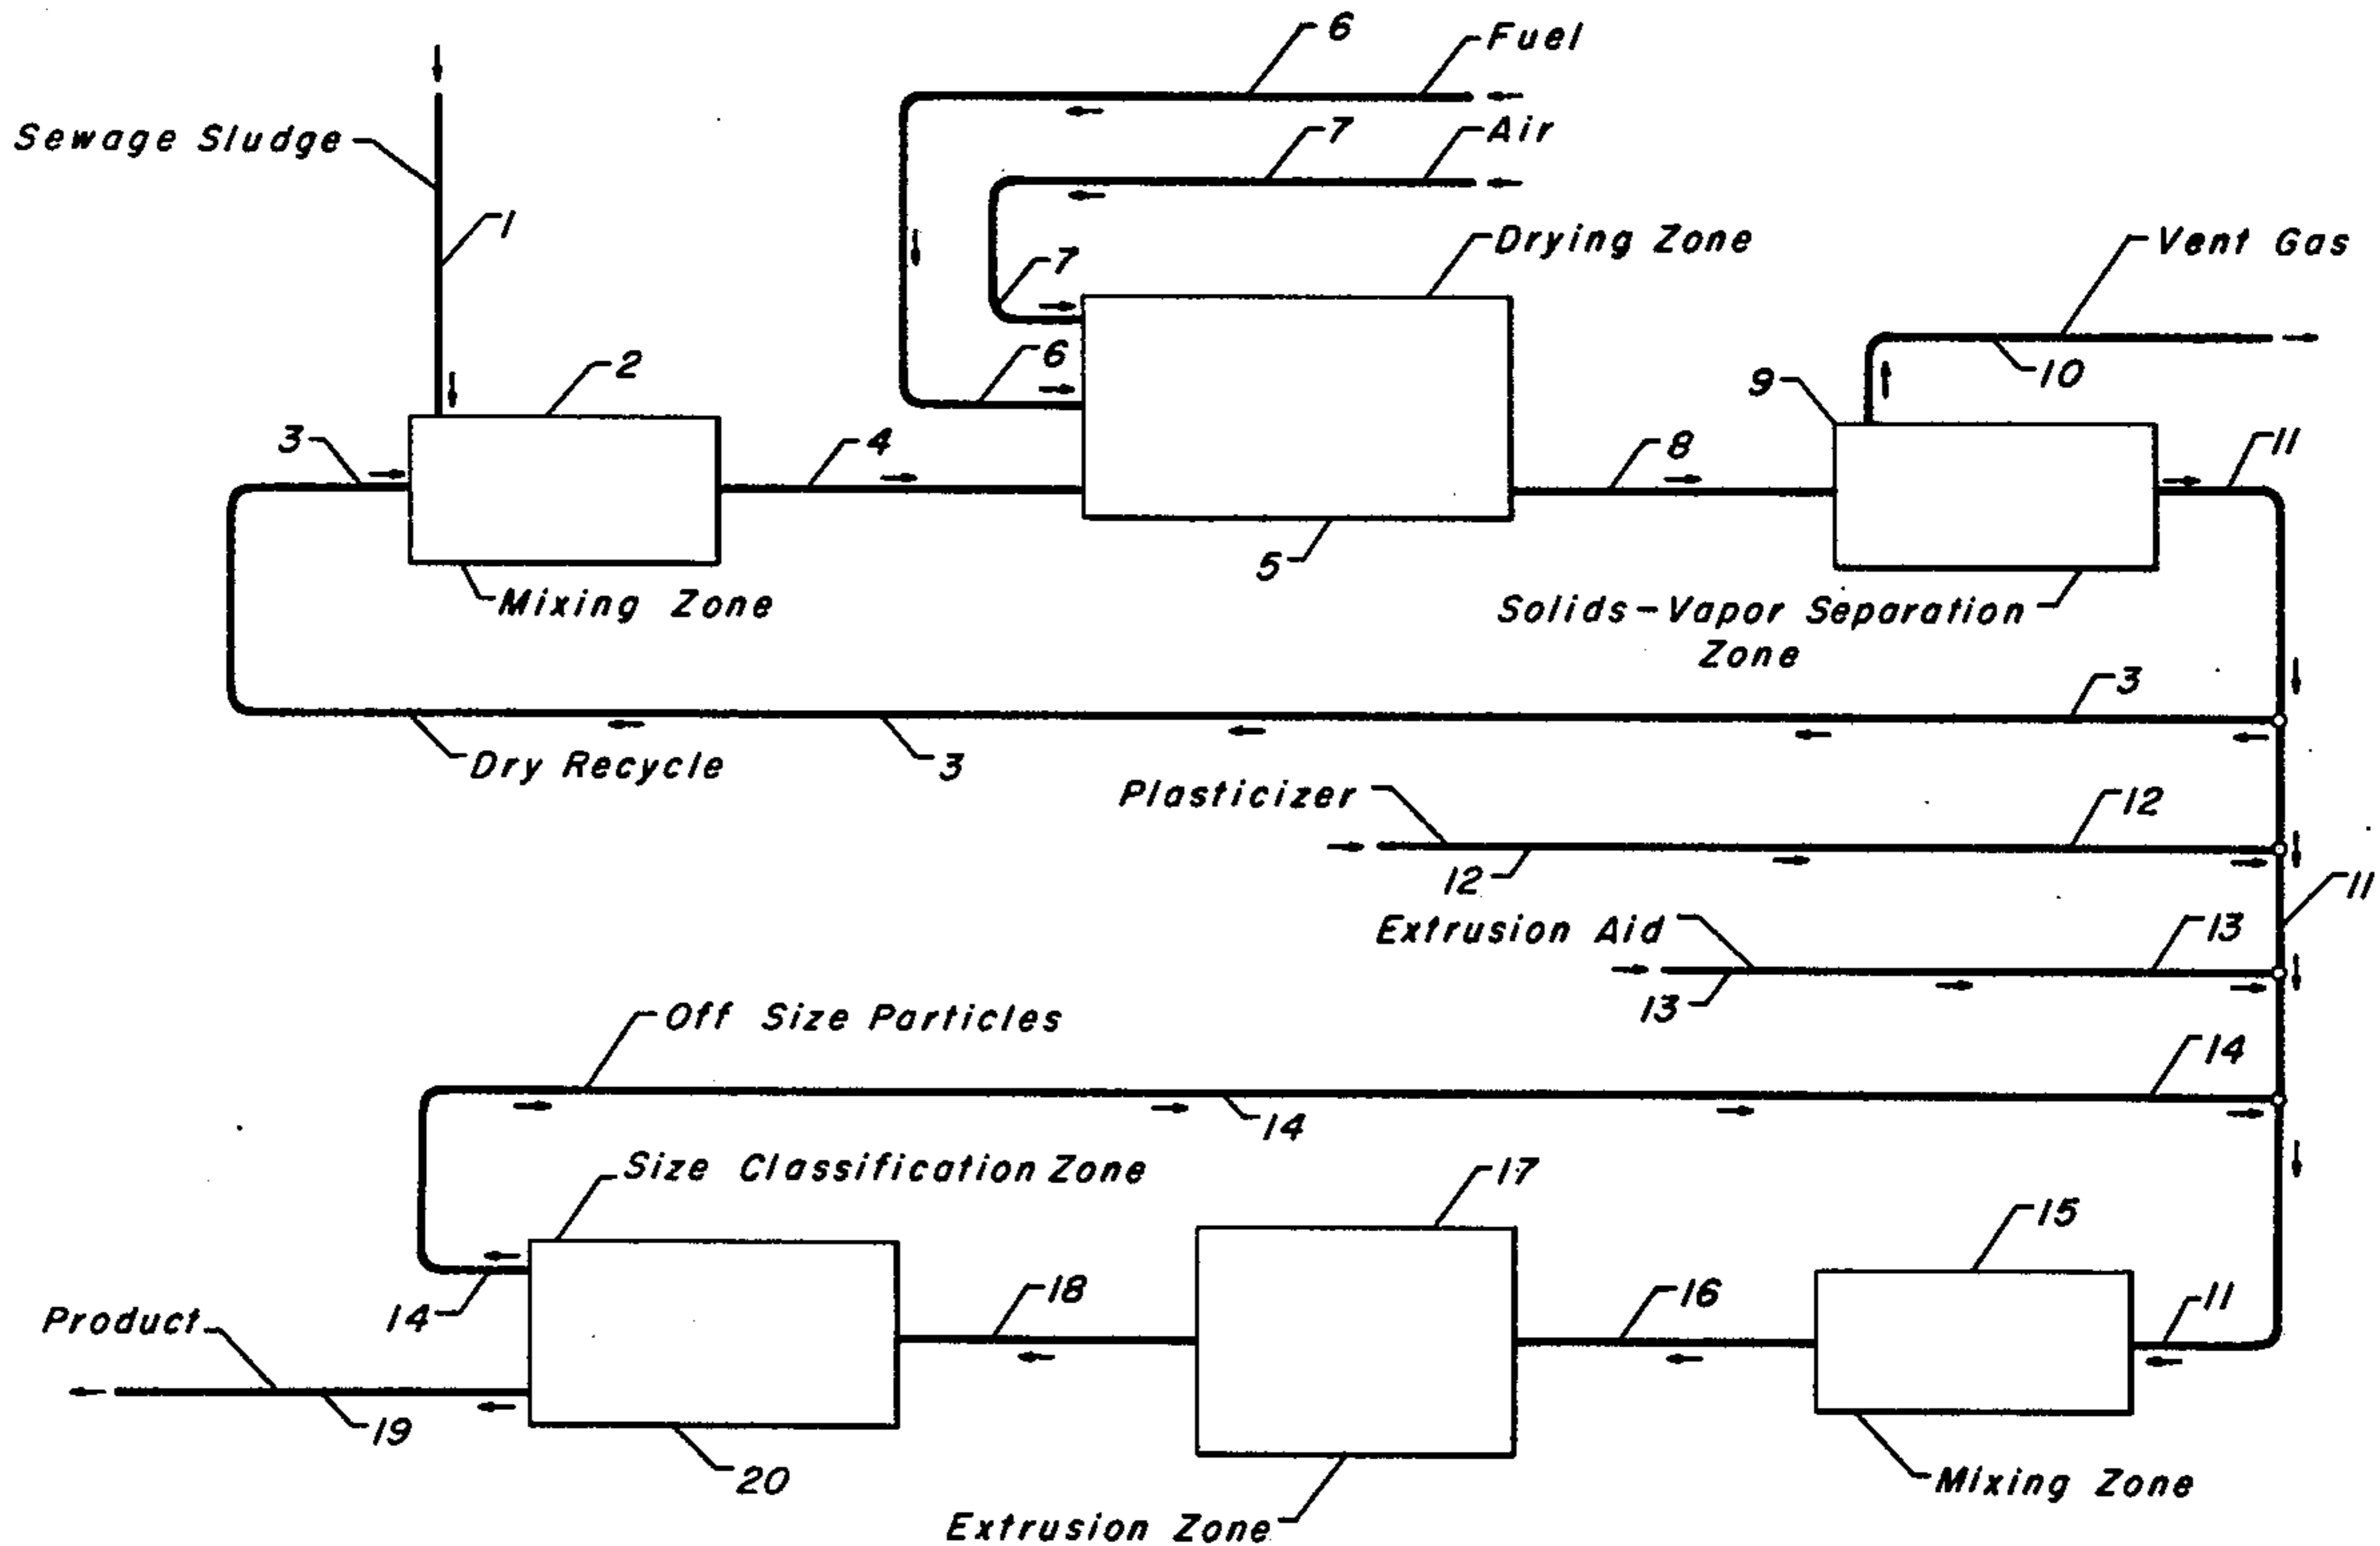 6
Fuel
Sewage Sludge
7
Air
1
Drying Zone
Vent Gas
7
6
2
9
10
3
4
8
11
5
Mixing Zone
Solids-Vapor Separation
Zone
3
Dry Recycle
3
Plasticizer
12
12
11
Extrusion Aid
13
13
Off Size Particles
14
14
Size Classification Zone
17
15
14
18
16
11
Product
19
20
Mixing Zone
Extrusion Zone